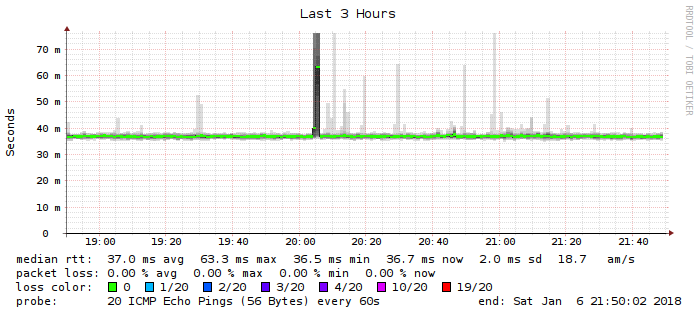 Last 3 Hours
RRDTOOL / TOBI OETIKER
Seconds
70 m
60 m
50 m
40 m
30 m
20 m
10 m
0
19:00 19:20 19:40 20:00 20:20 20:40 21:00 21:20 21:40
median rtt: 37.0 ms avg 63.3 ms max 36.5 ms min 36.7 ms now 2.0 ms sd 18.7 am/s
packet loss: 0.00 % avg 0.00 % max 0.00 % min 0.00 % now
loss color: 0 1/20 2/20 3/20 4/20 10/20 19/20
probe: 20 ICMP Echo Pings (56 Bytes) every 60s end: Sat Jan 6 21:50:02 2018